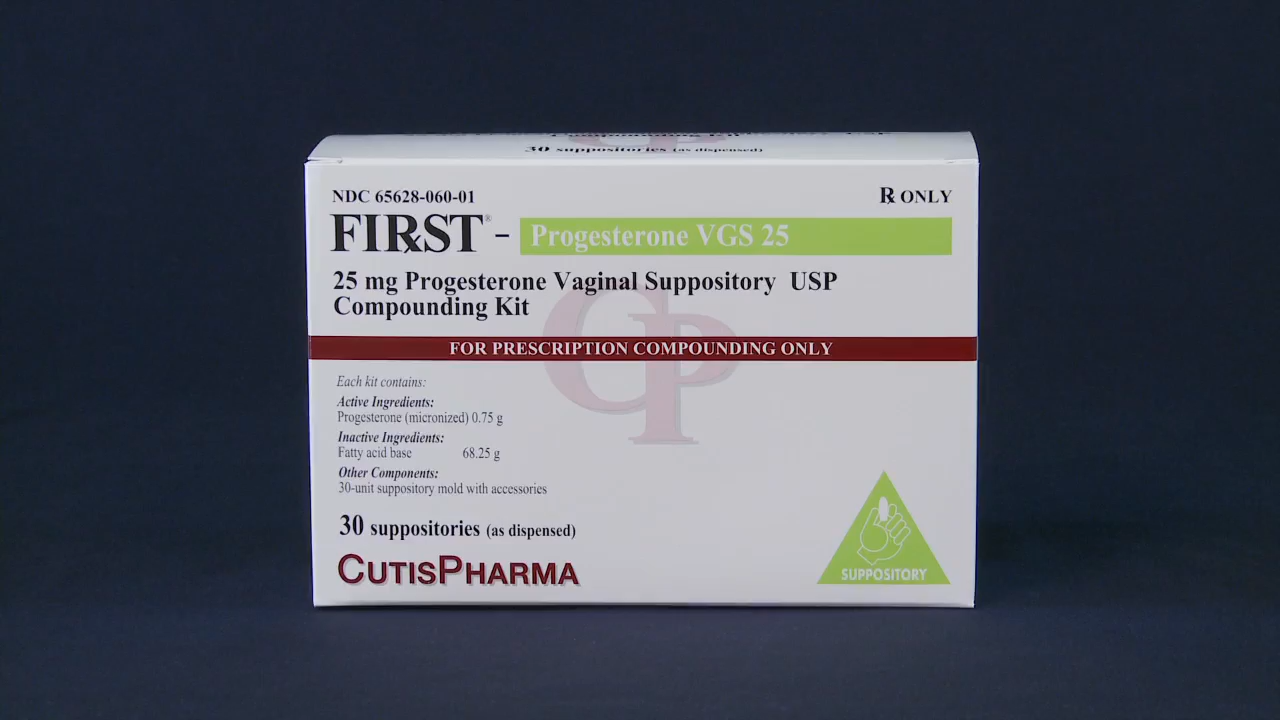 30 suppositories (as dispensed)
NDC 65628-060-01
Rx ONLY
FIRST® - Progesterone VGS 25
25 mg Progesterone Vaginal Suppository USP
Compounding Kit
FOR PRESCRIPTION COMPOUNDING ONLY
CP
Each kit contains:
Active Ingredients:
Progesterone (micronized) 0.75 g
Inactive Ingredients:
Fatty acid base 68.25 g
Other Components:
30-unit suppository mold with accessories
30 suppositories (as dispensed)
CUTISPHARMA
SUPPOSITORY